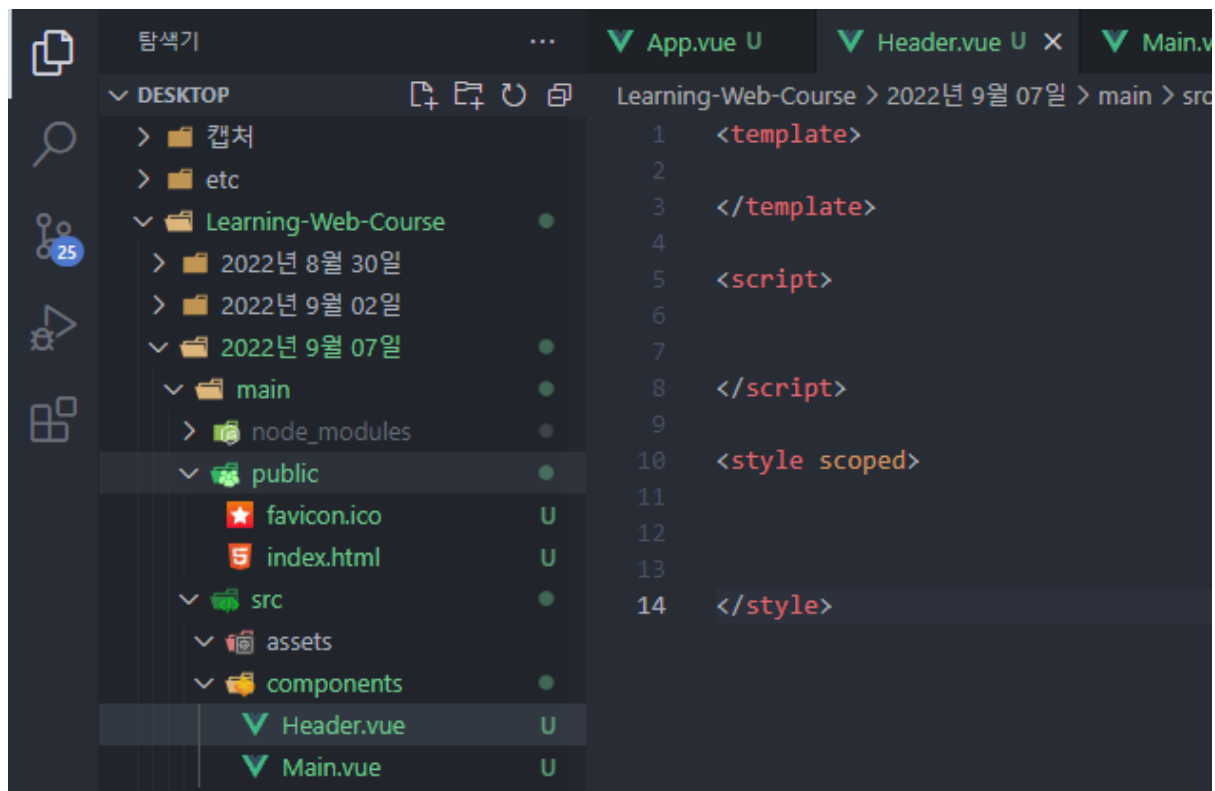 탐색기 ···
DESKTOP
캡처
etc
Learning-Web-Course
2022년 8월 30일
2022년 9월 02일
2022년 9월 07일
main
node_modules
public
favicon.ico U
index.html U
src
assets
components
Header.vue U
Main.vue U
25
App.vue U Header.vue U Main.v
Learning-Web-Course > 2022년 9월 07일 > main > src
1 <template>
2
3 </template>
4
5 <script>
6
7
8 </script>
9
10 <style scoped>
11
12
13
14 </style>